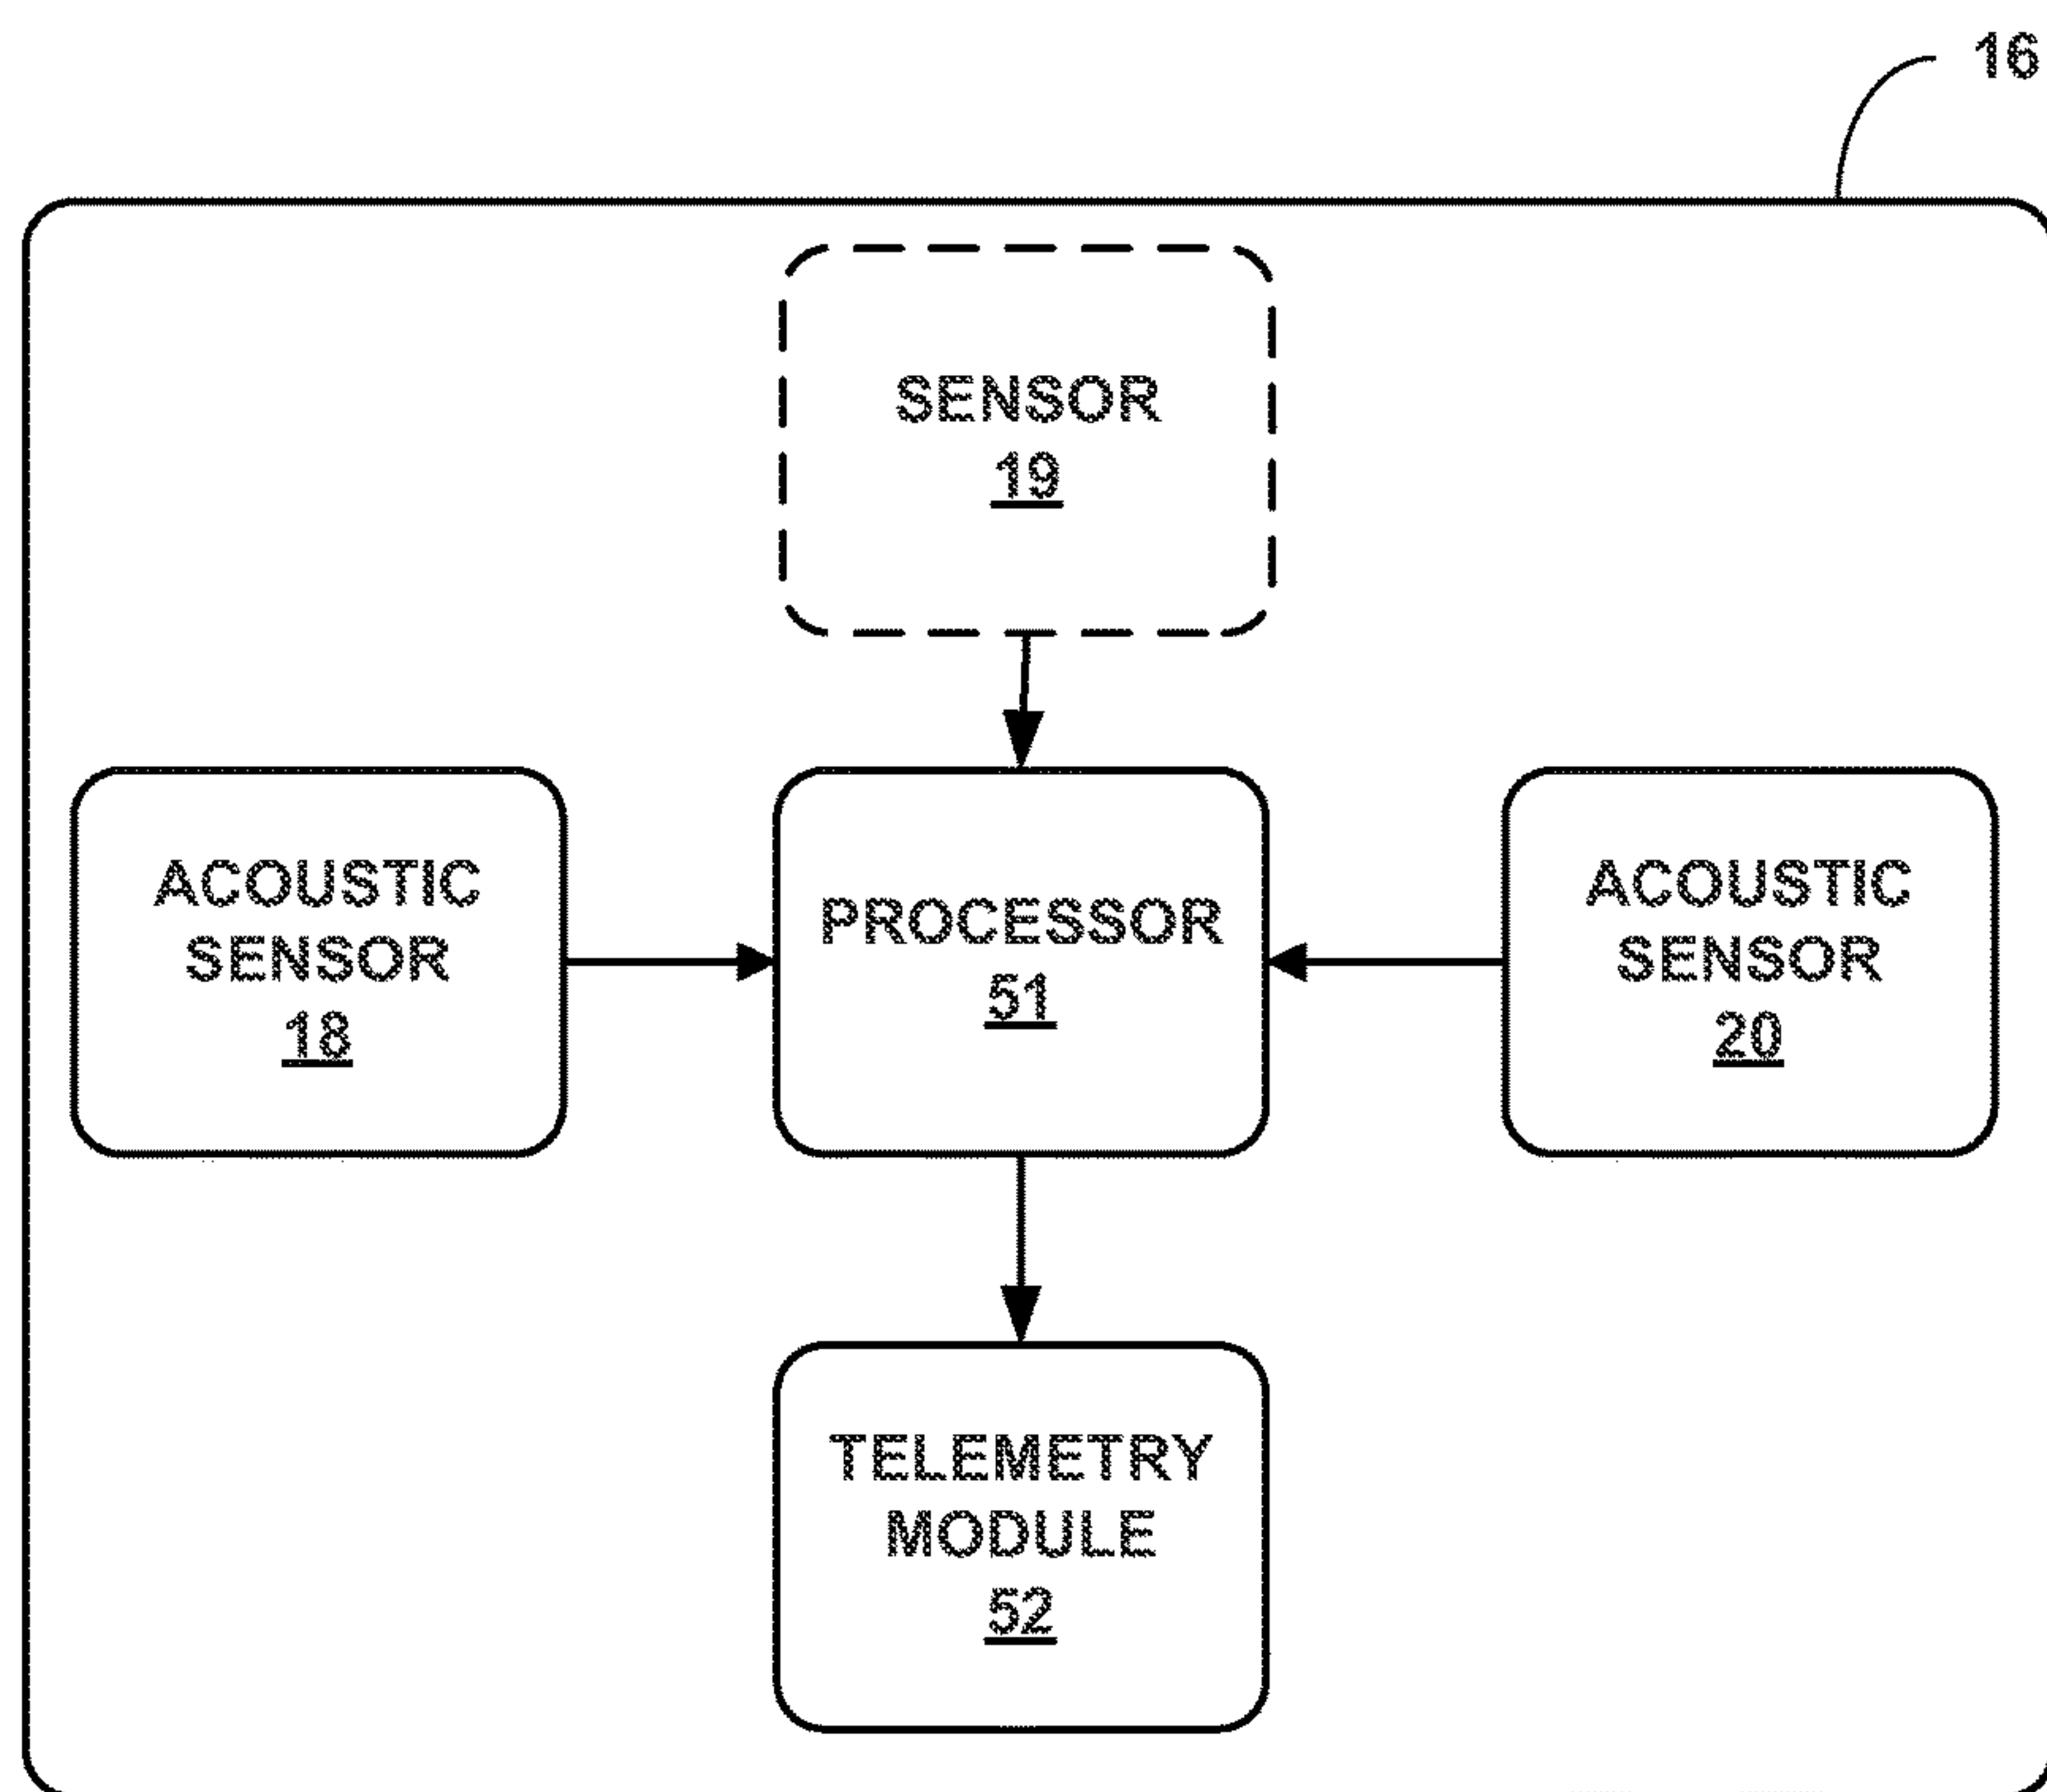 16
SENSOR
19
ACOUSTIC
SENSOR
18
PROCESSOR
51
ACOUSTIC
SENSOR
20
TELEMETRY
MODULE
52